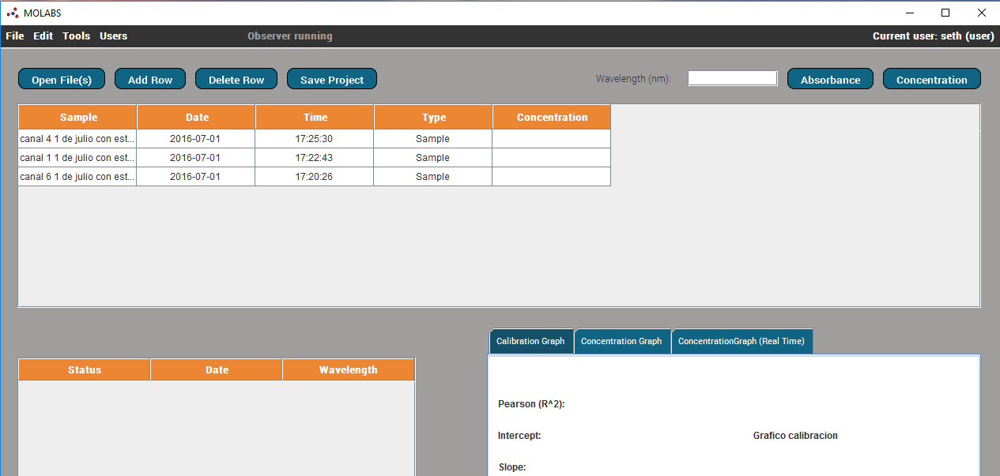 MOLABS
File Edit Tools Users Observer running Current user: seth (user)
Open File(s) Add Row Delete Row Save Project Wavelength (nm): Absorbance Concentration
Sample Date Time Type Concentration
canal 4 1 de julio con est... 2016-07-01 17:25:30 Sample
canal 1 1 de julio con est... 2016-07-01 17:22:43 Sample
canal 6 1 de julio con est... 2016-07-01 17:20:26 Sample
Calibration Graph Concentration Graph ConcentrationGraph (Real Time)
Status Date Wavelength
Pearson (R^2):
Intercept: Grafico calibracion
Slope: